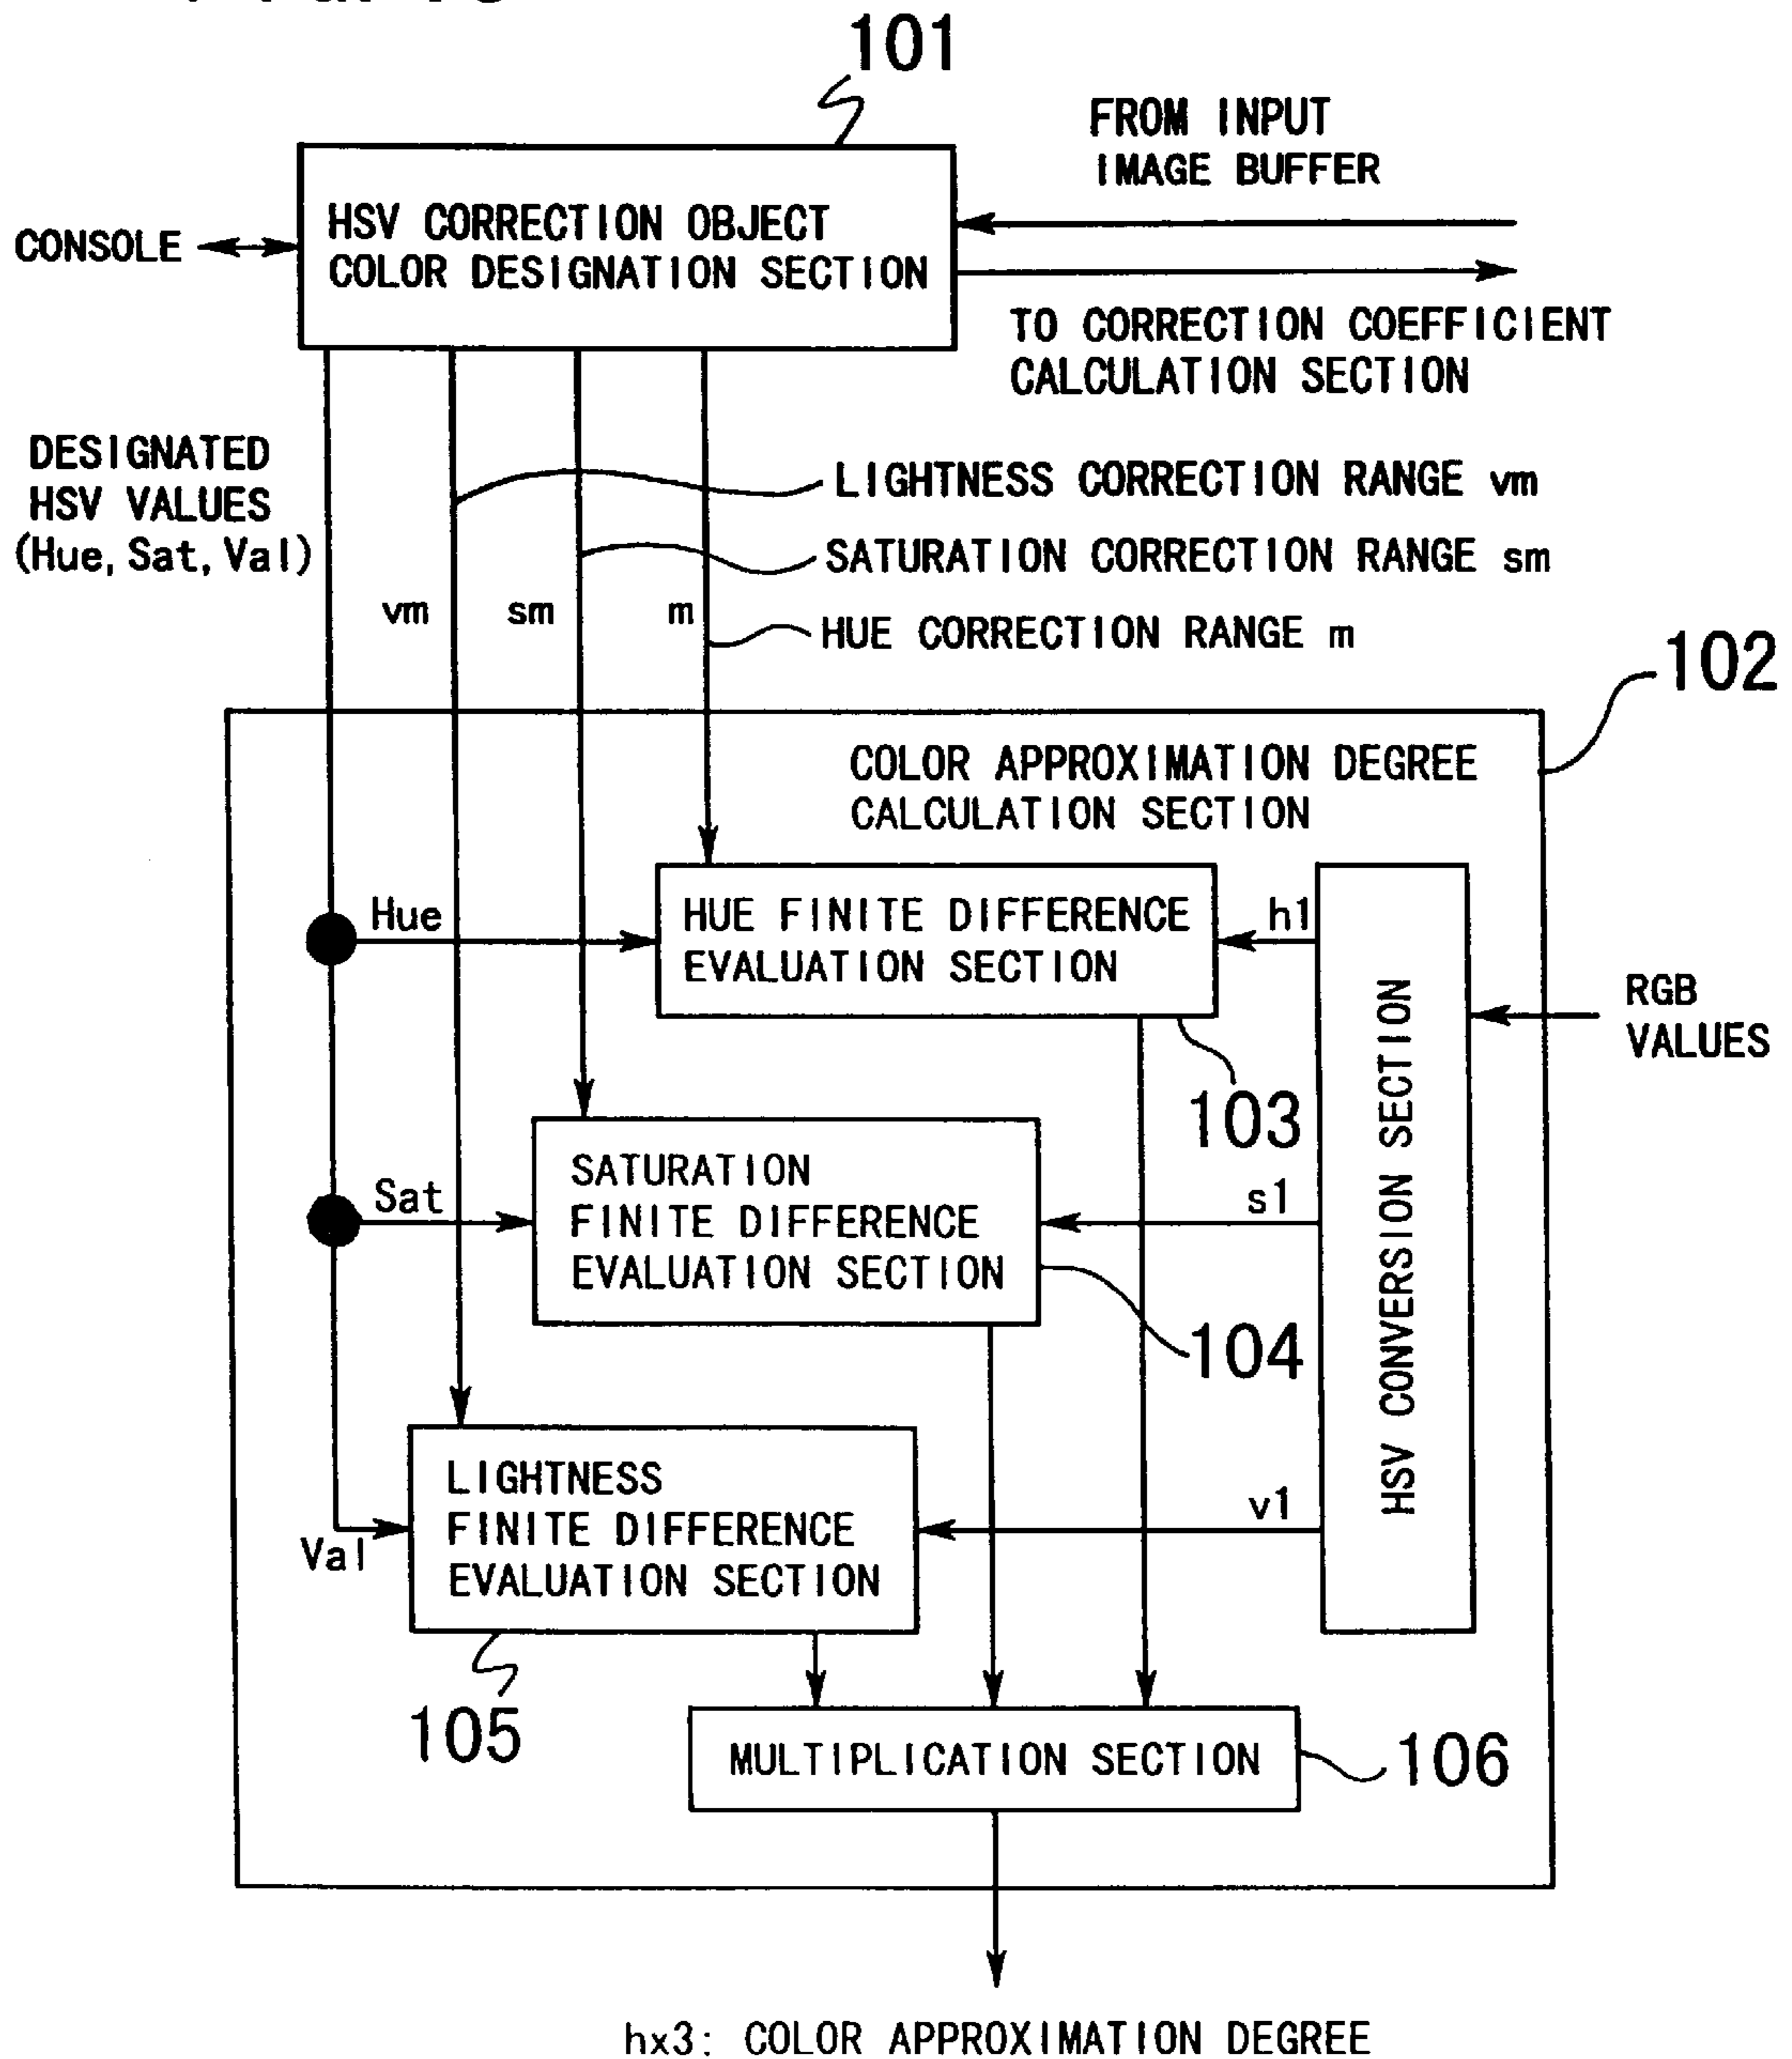 101
FROM INPUT
IMAGE BUFFER
HSV CORRECTION OBJECT
COLOR DESIGNATION SECTION
CONSOLE
TO CORRECTION COEFFICIENT
CALCULATION SECTION
DESIGNATED
HSV VALUES
(Hue, Sat, Val)
LIGHTNESS CORRECTION RANGE vm
SATURATION CORRECTION RANGE sm
vm
sm
m
HUE CORRECTION RANGE m
102
COLOR APPROXIMATION DEGREE
CALCULATION SECTION
Hue
HUE FINITE DIFFERENCE
EVALUATION SECTION
h1
RGB
VALUES
103
HSV CONVERSION SECTION
Sat
SATURATION
FINITE DIFFERENCE
EVALUATION SECTION
s1
104
Val
LIGHTNESS
FINITE DIFFERENCE
EVALUATION SECTION
v1
105
MULTIPLICATION SECTION
106
hx3: COLOR APPROXIMATION DEGREE